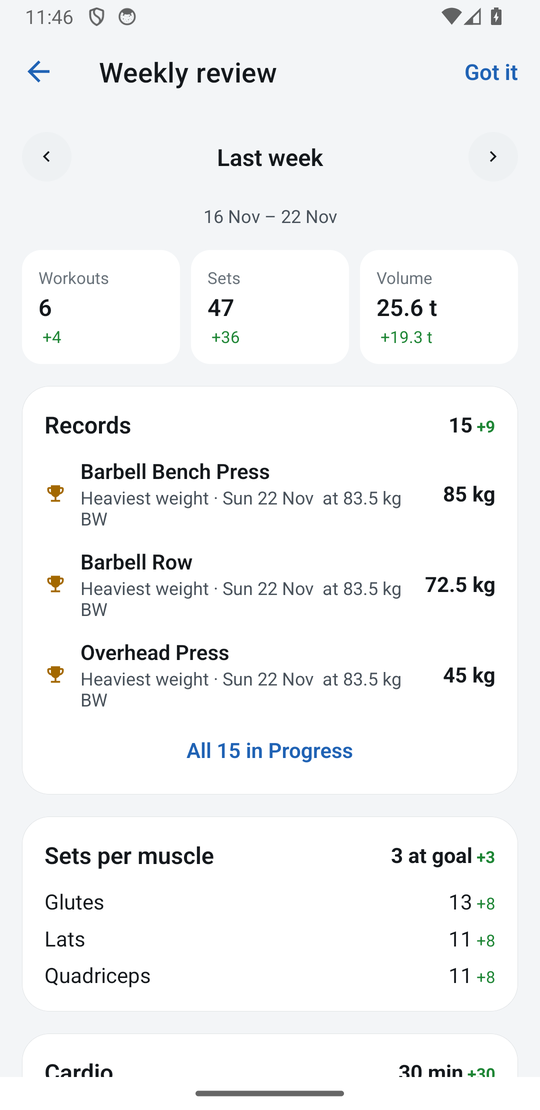 11:46
Weekly review
Got it
Last week
16 Nov – 22 Nov
Workouts
6
+4
Sets
47
+36
Volume
25.6 t
+19.3 t
Records
15 +9
Barbell Bench Press
Heaviest weight · Sun 22 Nov  at 83.5 kg
BW
85 kg
Barbell Row
Heaviest weight · Sun 22 Nov  at 83.5 kg
BW
72.5 kg
Overhead Press
Heaviest weight · Sun 22 Nov  at 83.5 kg
BW
45 kg
All 15 in Progress
Sets per muscle
3 at goal +3
Glutes
13 +8
Lats
11 +8
Quadriceps
11 +8
Cardio
30 min +30